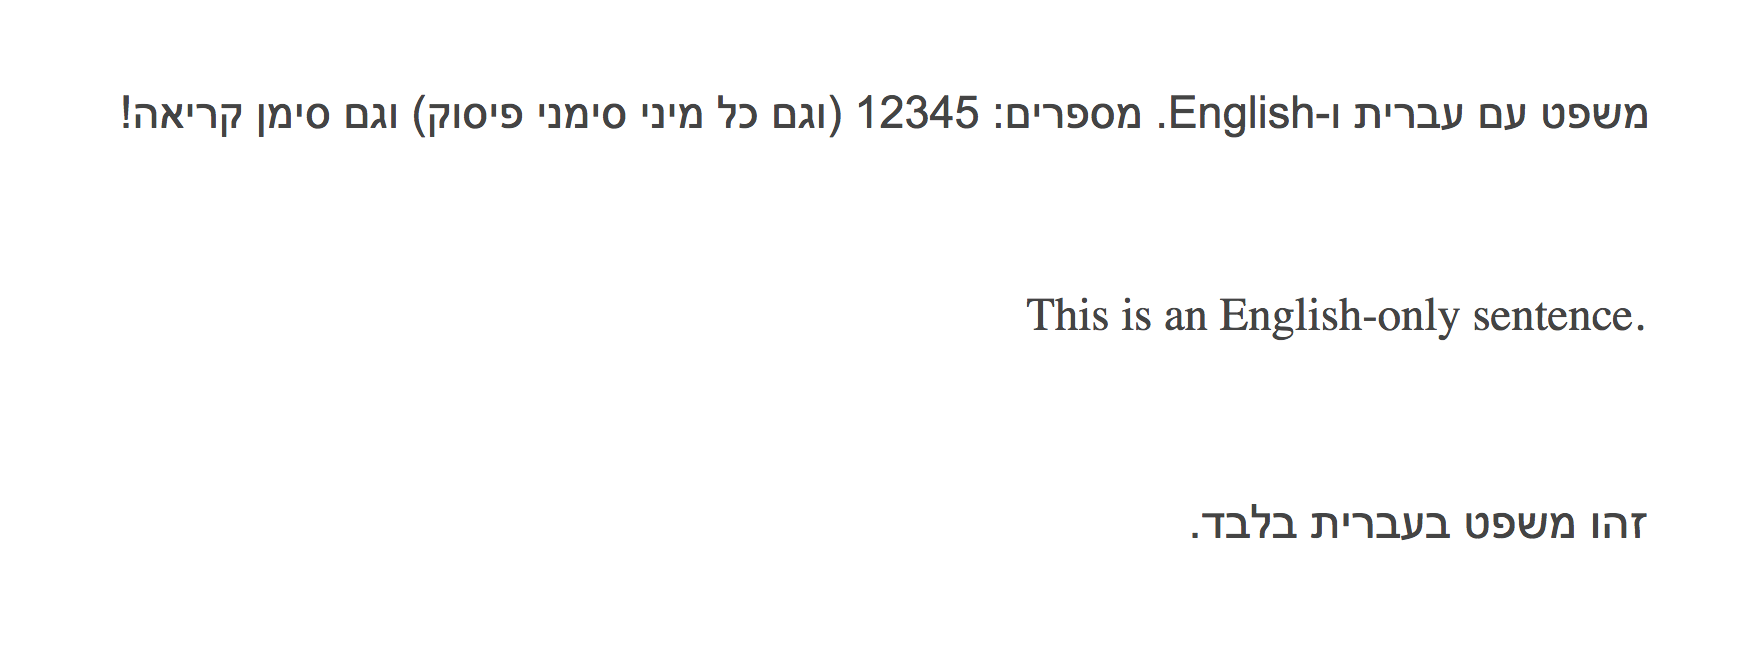 משפט עם עברית ו-English. מספרים: 12345 (וגם כל מיני סימני פיסוק) וגם סימן קריאה!
This is an English-only sentence.
זהו משפט בעברית בלבד.